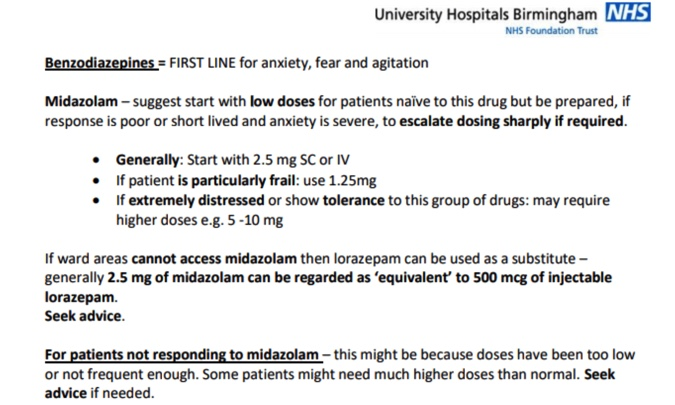 University Hospitals Birmingham NHS
NHS Foundation Trust
Benzodiazepines = FIRST LINE for anxiety, fear and agitation
Midazolam – suggest start with low doses for patients naïve to this drug but be prepared, if
response is poor or short lived and anxiety is severe, to escalate dosing sharply if required.
• Generally: Start with 2.5 mg SC or IV
• If patient is particularly frail: use 1.25mg
• If extremely distressed or show tolerance to this group of drugs: may require
higher doses e.g. 5 -10 mg
If ward areas cannot access midazolam then lorazepam can be used as a substitute –
generally 2.5 mg of midazolam can be regarded as ‘equivalent’ to 500 mcg of injectable
lorazepam.
Seek advice.
For patients not responding to midazolam – this might be because doses have been too low
or not frequent enough. Some patients might need much higher doses than normal. Seek
advice if needed.